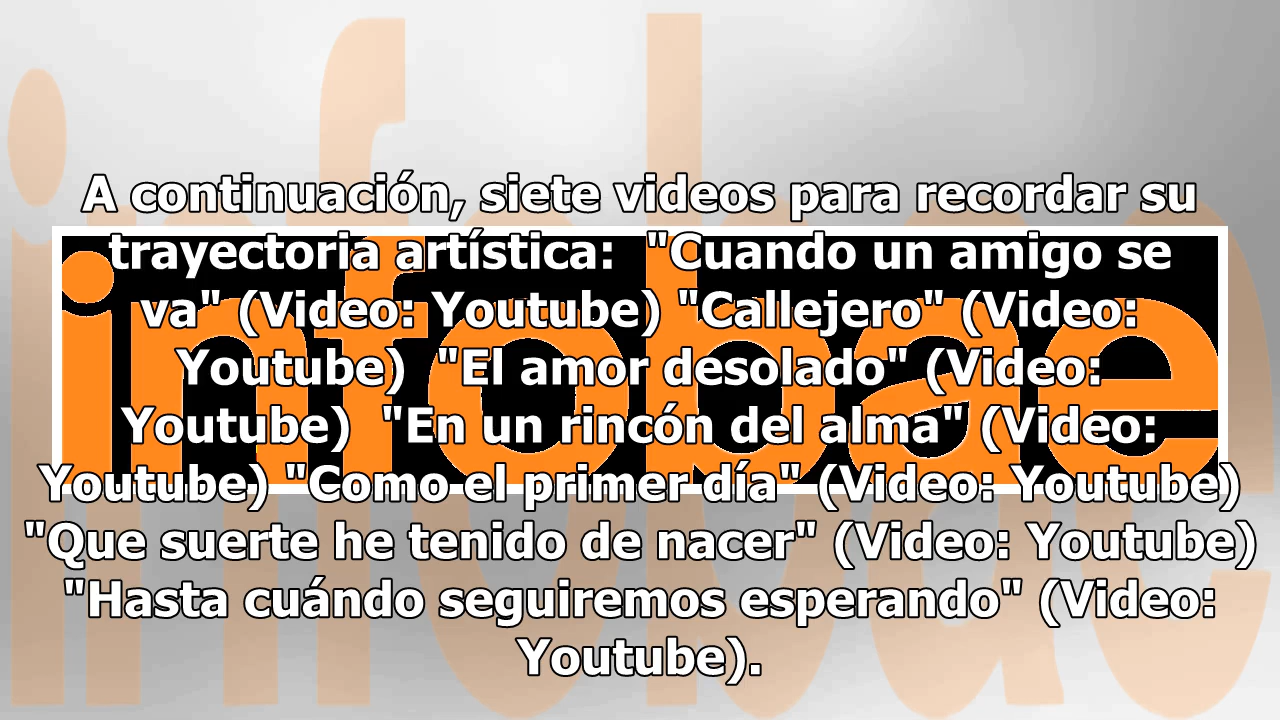 A continuación, siete videos para recordar su
trayectoria artística: "Cuando un amigo se
va" (Video: Youtube) "Callejero" (Video:
Youtube) "El amor desolado" (Video:
Youtube) "En un rincón del alma" (Video:
Youtube) "Como el primer día" (Video: Youtube)
"Que suerte he tenido de nacer" (Video: Youtube)
"Hasta cuándo seguiremos esperando" (Video:
Youtube).
infobae
infobae